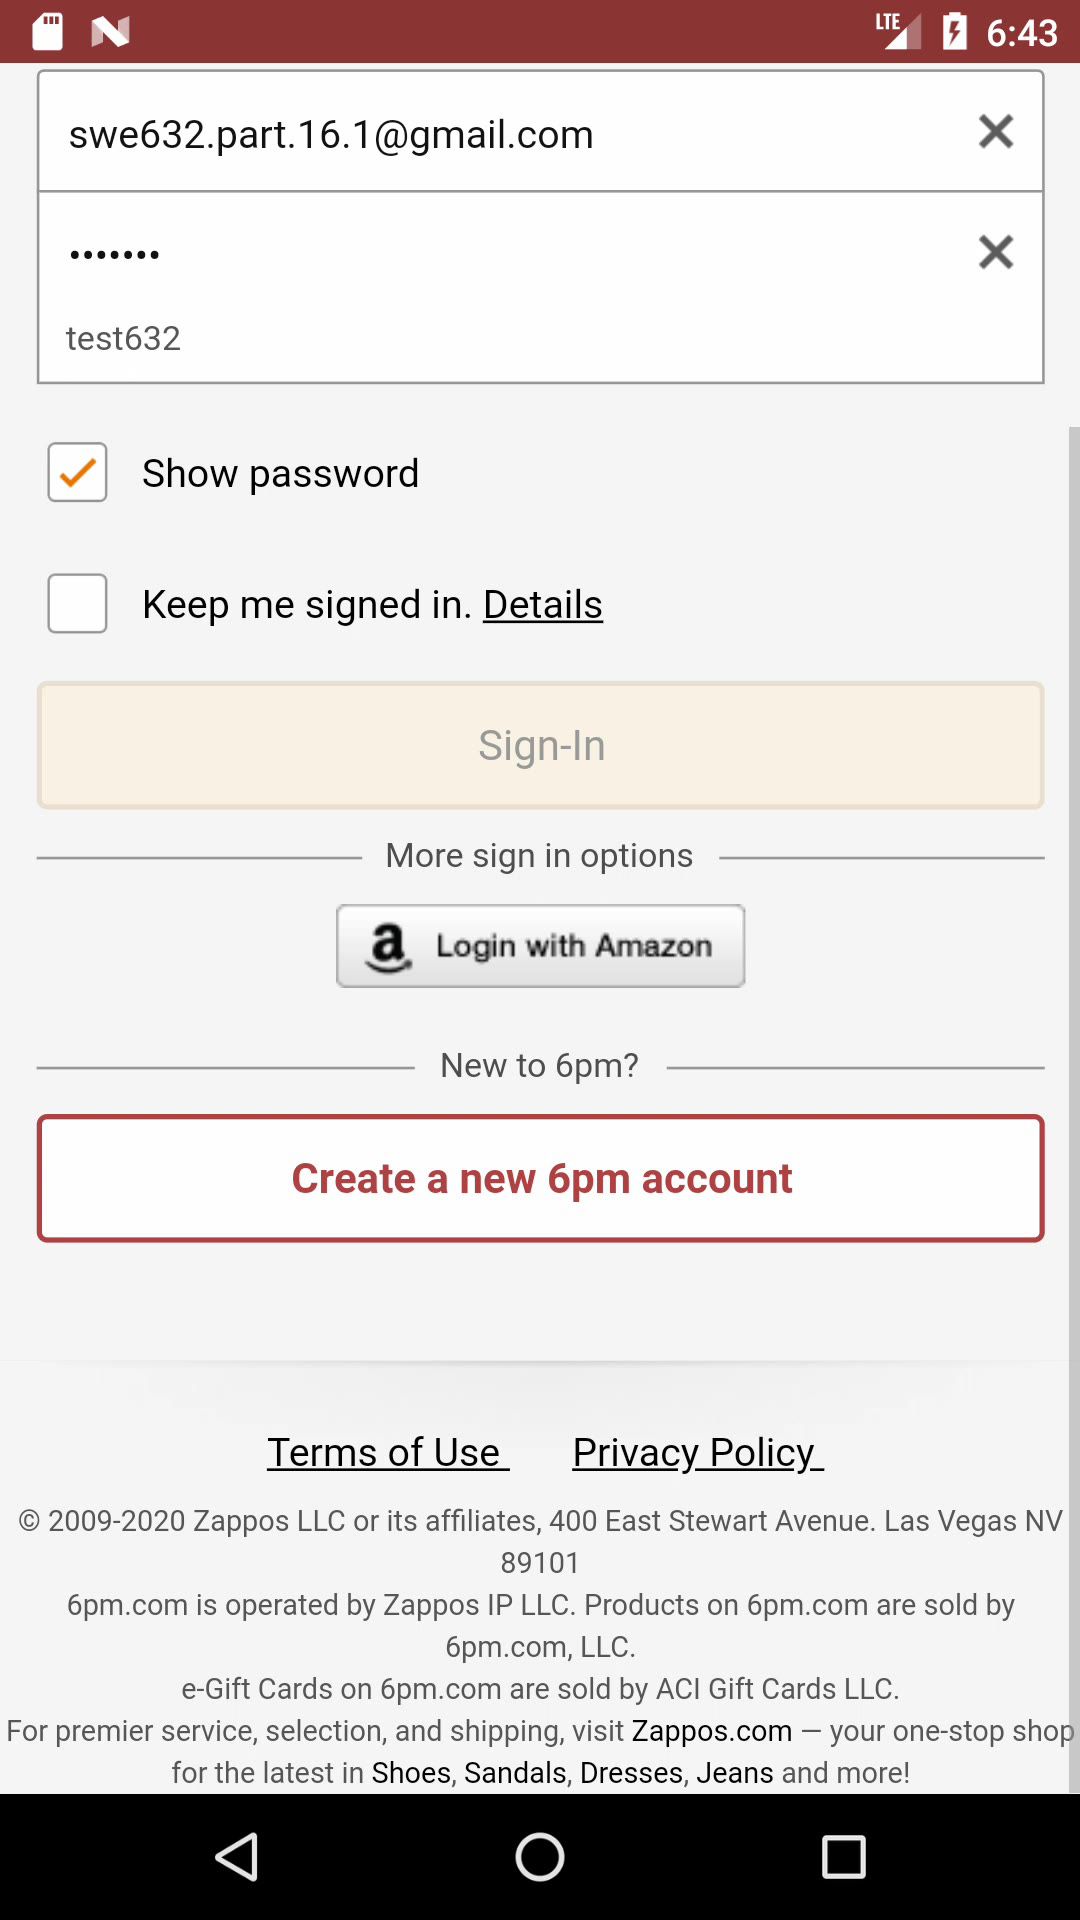 LTE 6:43
swe632.part.16.1@gmail.com
•••••••
test632
Show password
Keep me signed in. Details
Sign-In
More sign in options
a Login with Amazon
New to 6pm?
Create a new 6pm account
Terms of Use Privacy Policy
© 2009-2020 Zappos LLC or its affiliates, 400 East Stewart Avenue. Las Vegas NV
89101
6pm.com is operated by Zappos IP LLC. Products on 6pm.com are sold by
6pm.com, LLC.
e-Gift Cards on 6pm.com are sold by ACI Gift Cards LLC.
For premier service, selection, and shipping, visit Zappos.com — your one-stop shop
for the latest in Shoes, Sandals, Dresses, Jeans and more!